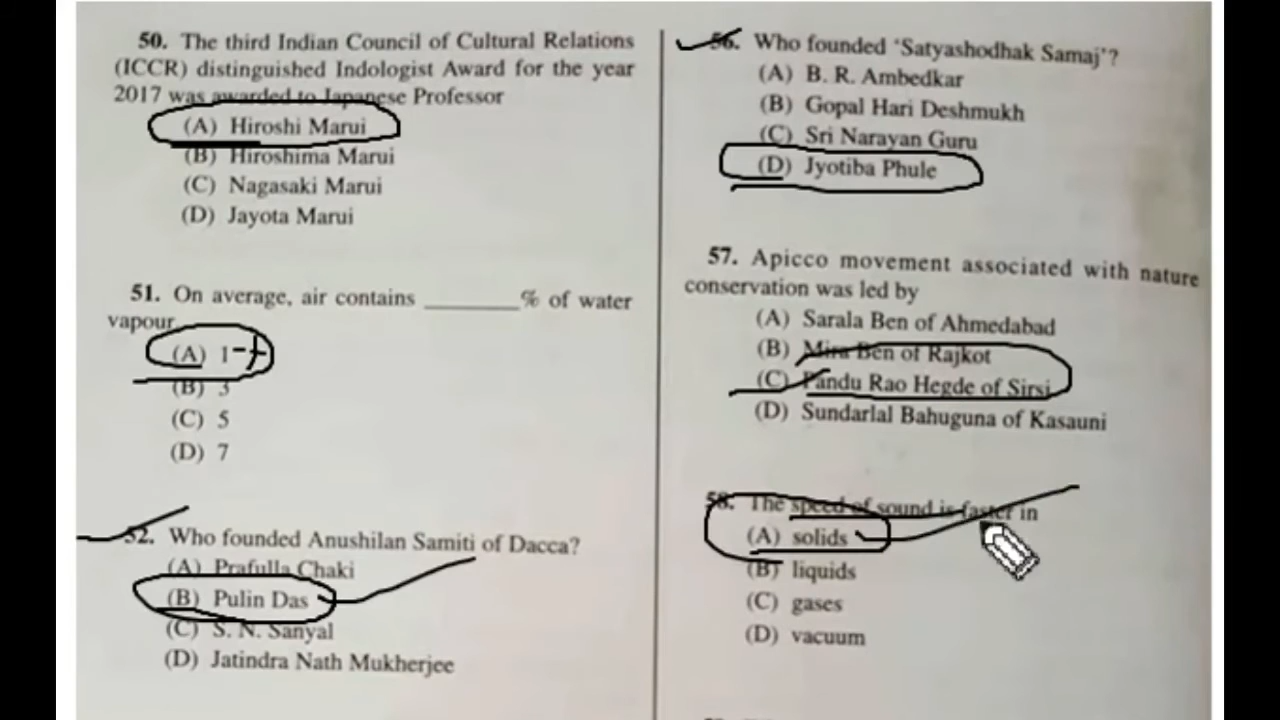 50. The third Indian Council of Cultural Relations
(ICCR) distinguished Indologist Award for the year
2017 was awarded to Japanese Professor
(A) Hiroshi Marui
(B) Hiroshima Marui
(C) Nagasaki Marui
(D) Jayota Marui
51. On average, air contains ______% of water
vapour
(A) 1
(B) 3
(C) 5
(D) 7
52. Who founded Anushilan Samiti of Dacca?
(A) Prafulla Chaki
(B) Pulin Das
(C) S. N. Sanyal
(D) Jatindra Nath Mukherjee
56. Who founded 'Satyashodhak Samaj'?
(A) B. R. Ambedkar
(B) Gopal Hari Deshmukh
(C) Sri Narayan Guru
(D) Jyotiba Phule
57. Apicco movement associated with nature
conservation was led by
(A) Sarala Ben of Ahmedabad
(B) Mira Ben of Rajkot
(C) Pandu Rao Hegde of Sirsi
(D) Sundarlal Bahuguna of Kasauni
58. The speed of sound is faster in
(A) solids
(B) liquids
(C) gases
(D) vacuum